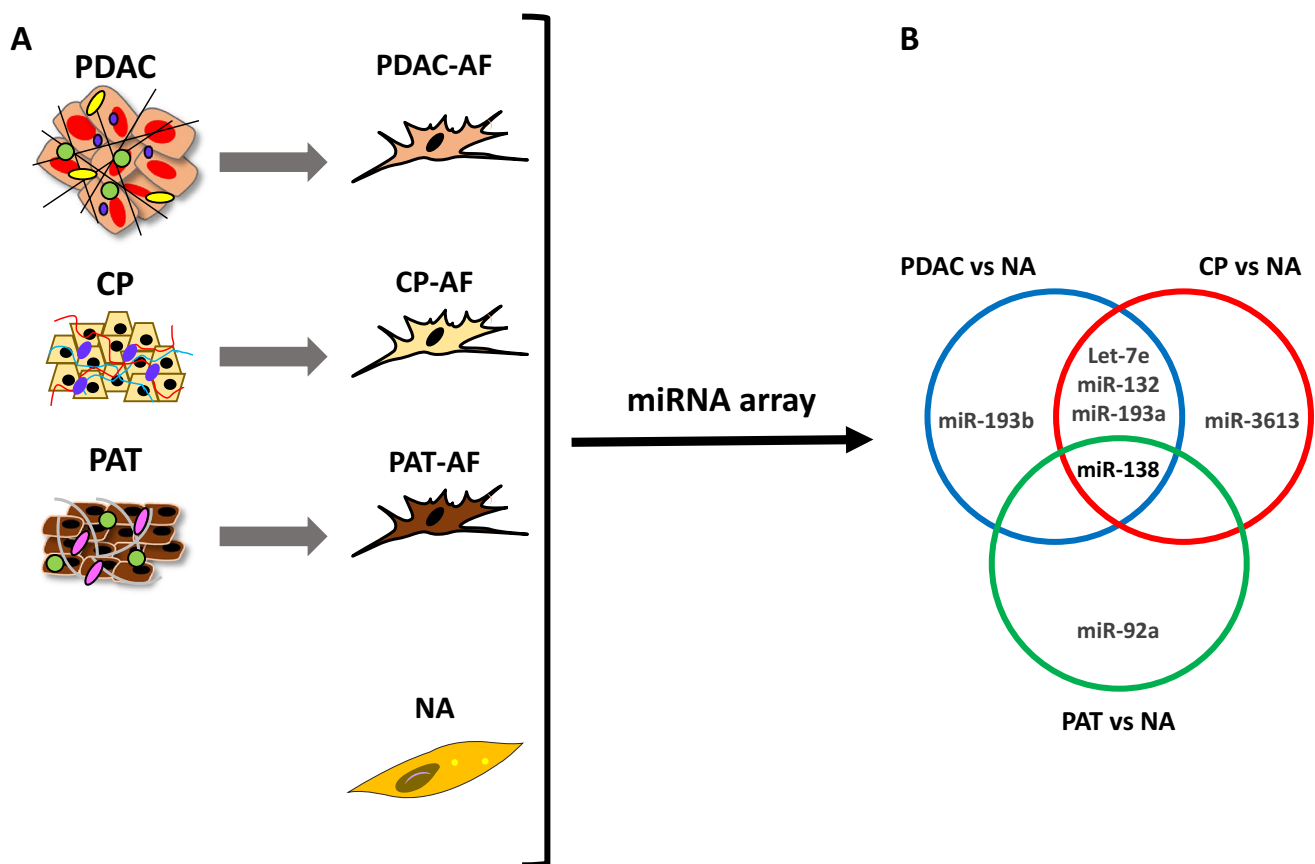 A
PDAC
PDAC-AF
CP
CP-AF
PAT
PAT-AF
NA
miRNA array
B
PDAC vs NA
CP vs NA
Let-7e
miR-132
miR-193a
miR-193b
miR-3613
miR-138
miR-92a
PAT vs NA